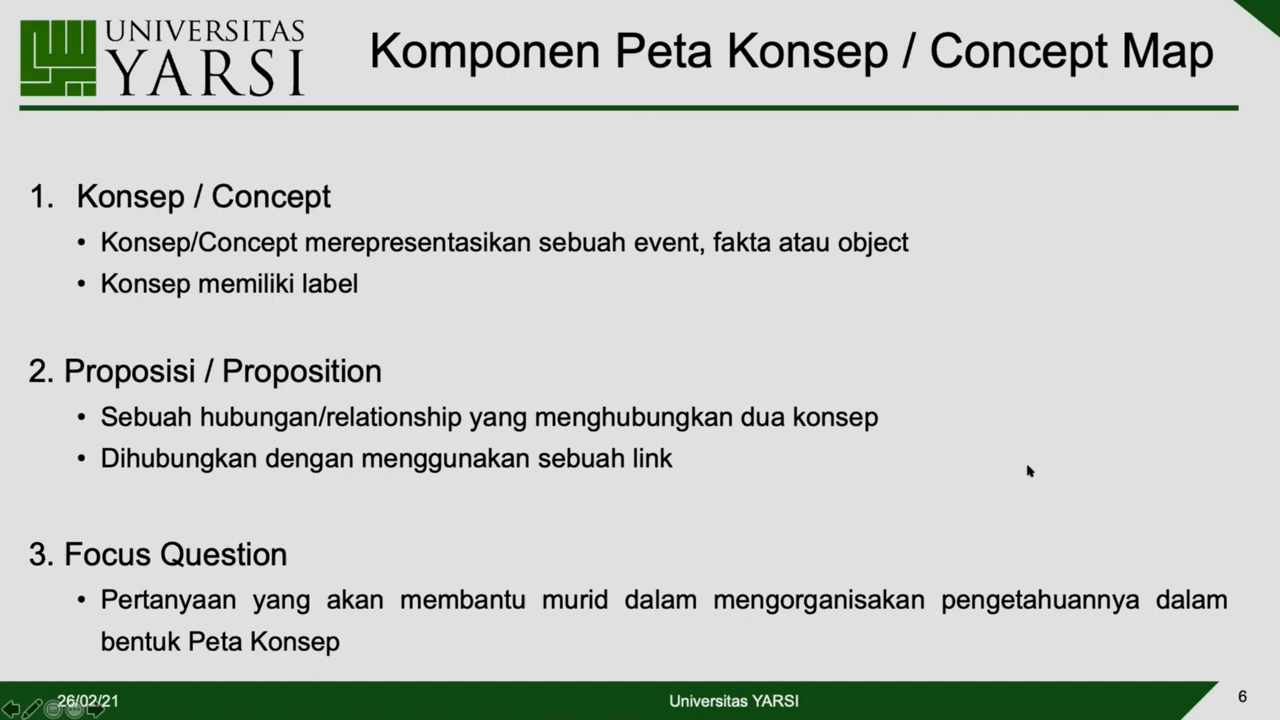 UNIVERSITAS
YARSI
Komponen Peta Konsep / Concept Map
1. Konsep / Concept
• Konsep/Concept merepresentasikan sebuah event, fakta atau object
• Konsep memiliki label
2. Proposisi / Proposition
• Sebuah hubungan/relationship yang menghubungkan dua konsep
• Dihubungkan dengan menggunakan sebuah link
3. Focus Question
• Pertanyaan yang akan membantu murid dalam mengorganisakan pengetahuannya dalam
bentuk Peta Konsep
26/02/21
Universitas YARSI
6